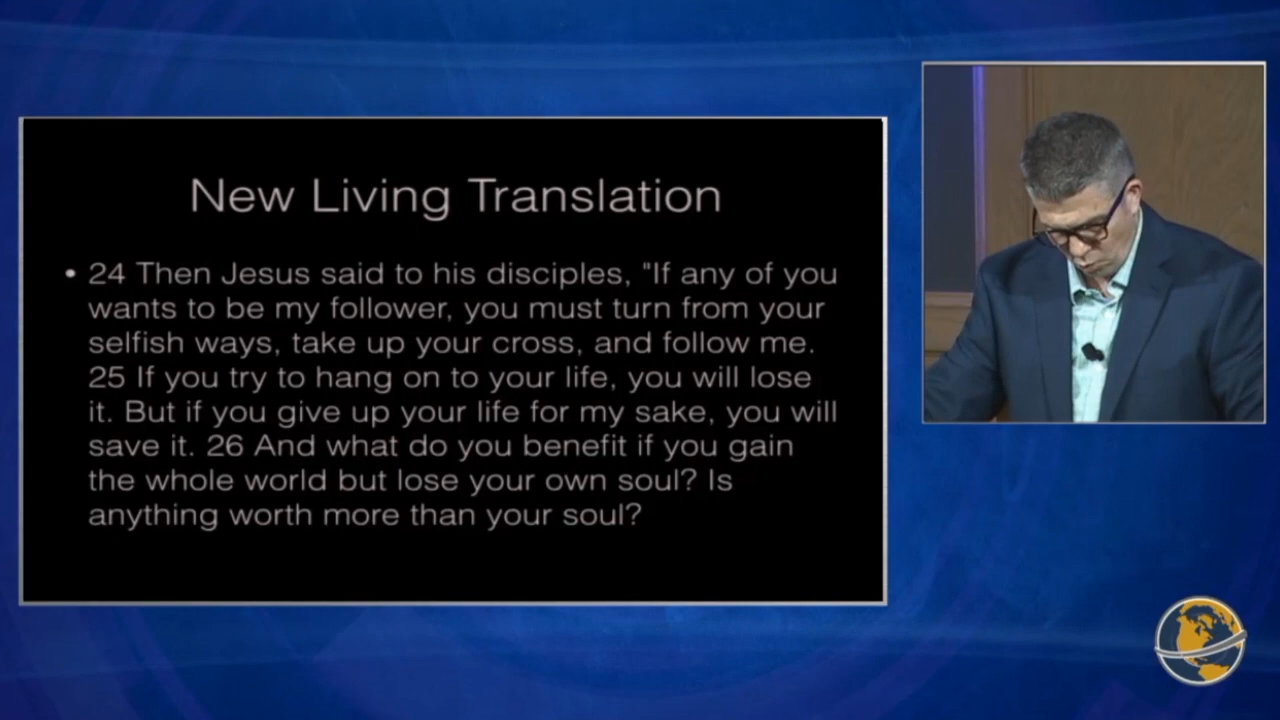 New Living Translation
• 24 Then Jesus said to his disciples, "If any of you
wants to be my follower, you must turn from your
selfish ways, take up your cross, and follow me.
25 If you try to hang on to your life, you will lose
it. But if you give up your life for my sake, you will
save it. 26 And what do you benefit if you gain
the whole world but lose your own soul? Is
anything worth more than your soul?